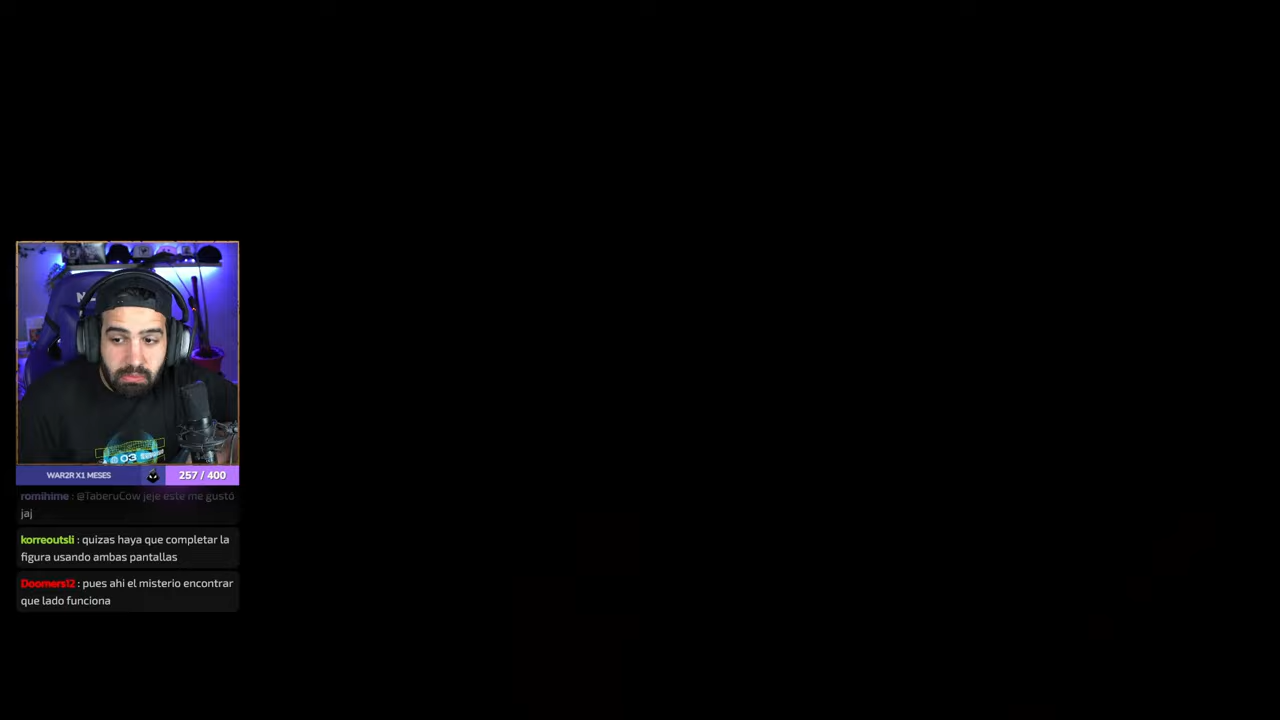 WAR2R X1 MESES
257 / 400
romihime : @TaberuCow jeje este me gustó
jaj
korreoutsli : quizas haya que completar la
figura usando ambas pantallas
Doomers12 : pues ahi el misterio encontrar
que lado funciona